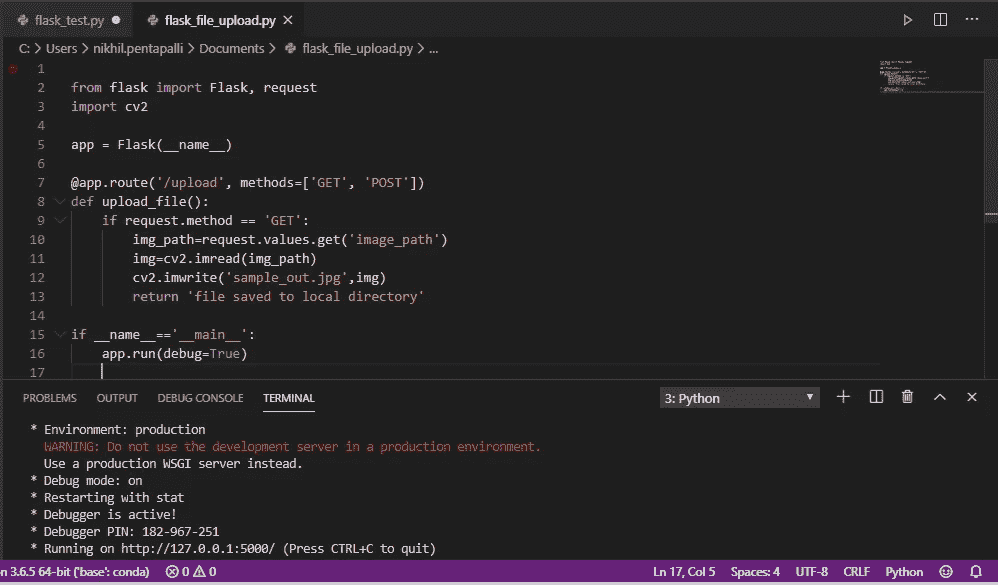 flask_test.py ● flask_file_upload.py ×
C: > Users > nikhil.pentapalli > Documents > flask_file_upload.py > ...
1
2 from flask import Flask, request
3 import cv2
4
5 app = Flask(__name__)
6
7 @app.route('/upload', methods=['GET', 'POST'])
8 def upload_file():
9     if request.method == 'GET':
10         img_path=request.values.get('image_path')
11         img=cv2.imread(img_path)
12         cv2.imwrite('sample_out.jpg',img)
13         return 'file saved to local directory'
14
15 if __name__=='__main__':
16     app.run(debug=True)
17
PROBLEMS OUTPUT DEBUG CONSOLE TERMINAL 3: Python
* Environment: production
WARNING: Do not use the development server in a production environment.
Use a production WSGI server instead.
* Debug mode: on
* Restarting with stat
* Debugger is active!
* Debugger PIN: 182-967-251
* Running on http://127.0.0.1:5000/ (Press CTRL+C to quit)
n 3.6.5 64-bit ('base': conda) 0 0 Ln 17, Col 5 Spaces: 4 UTF-8 CRLF Python